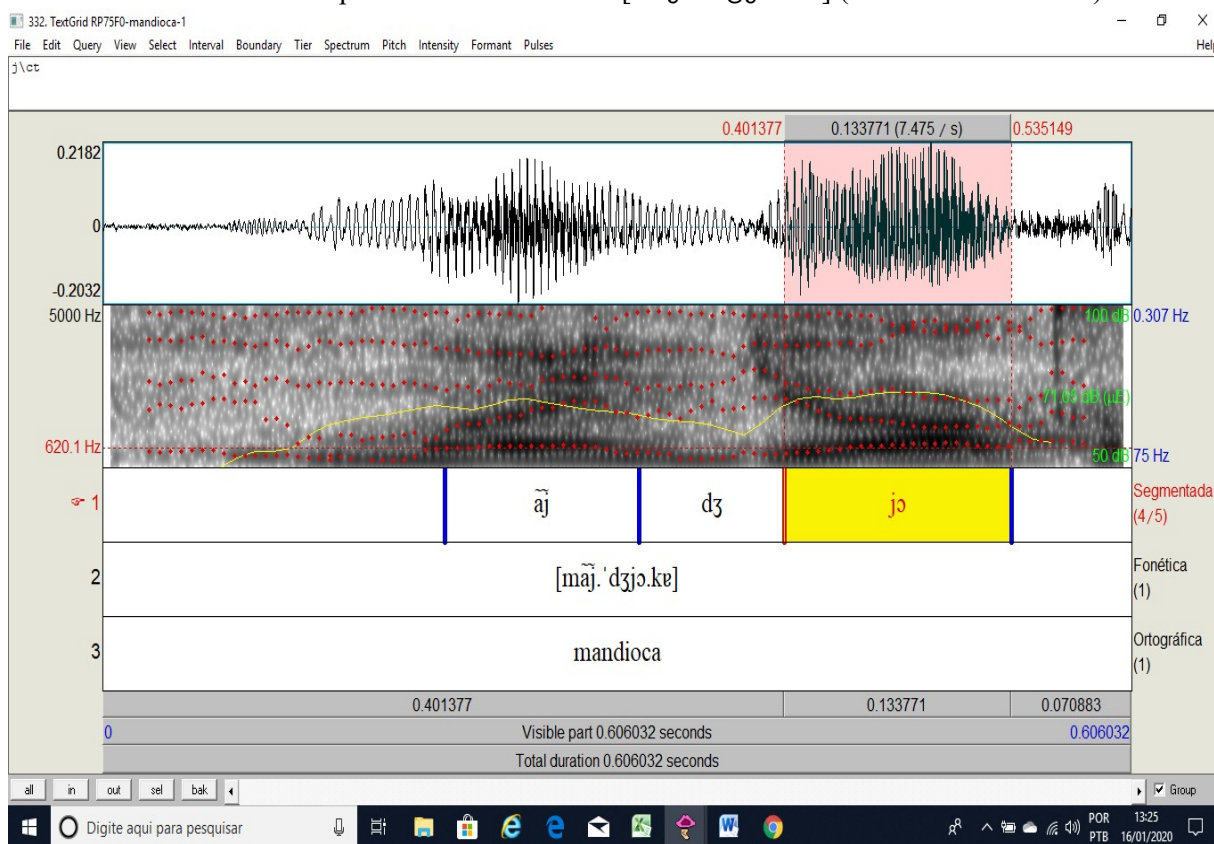 332. TextGrid RP75F0-mandioca-1
File Edit Query View Select Interval Boundary Tier Spectrum Pitch Intensity Formant Pulses Help
j\ct
0.401377 0.133771 (7.475 / s) 0.535149
0.2182
0
-0.2032
5000 Hz 100 dB 0.307 Hz
620.1 Hz 50 dB 75 Hz
1 ãj̃ dʒ jɔ Segmentada
(4/5)
2 [mãj̃.ˈdʒjɔ.kɐ] Fonética
(1)
3 mandioca Ortográfica
(1)
0.401377 0.133771 0.070883
0 Visible part 0.606032 seconds 0.606032
Total duration 0.606032 seconds
all in out sel bak Group
Digite aqui para pesquisar POR 13:25
PTB 16/01/2020